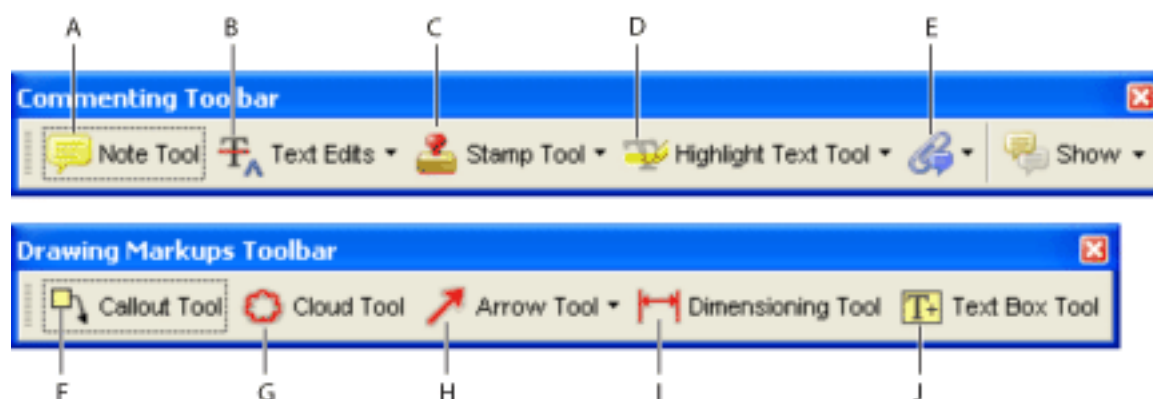 A B C D E
Commenting Toolbar
Note Tool Text Edits Stamp Tool Highlight Text Tool Show
Drawing Markups Toolbar
Callout Tool Cloud Tool Arrow Tool Dimensioning Tool Text Box Tool
F G H I J